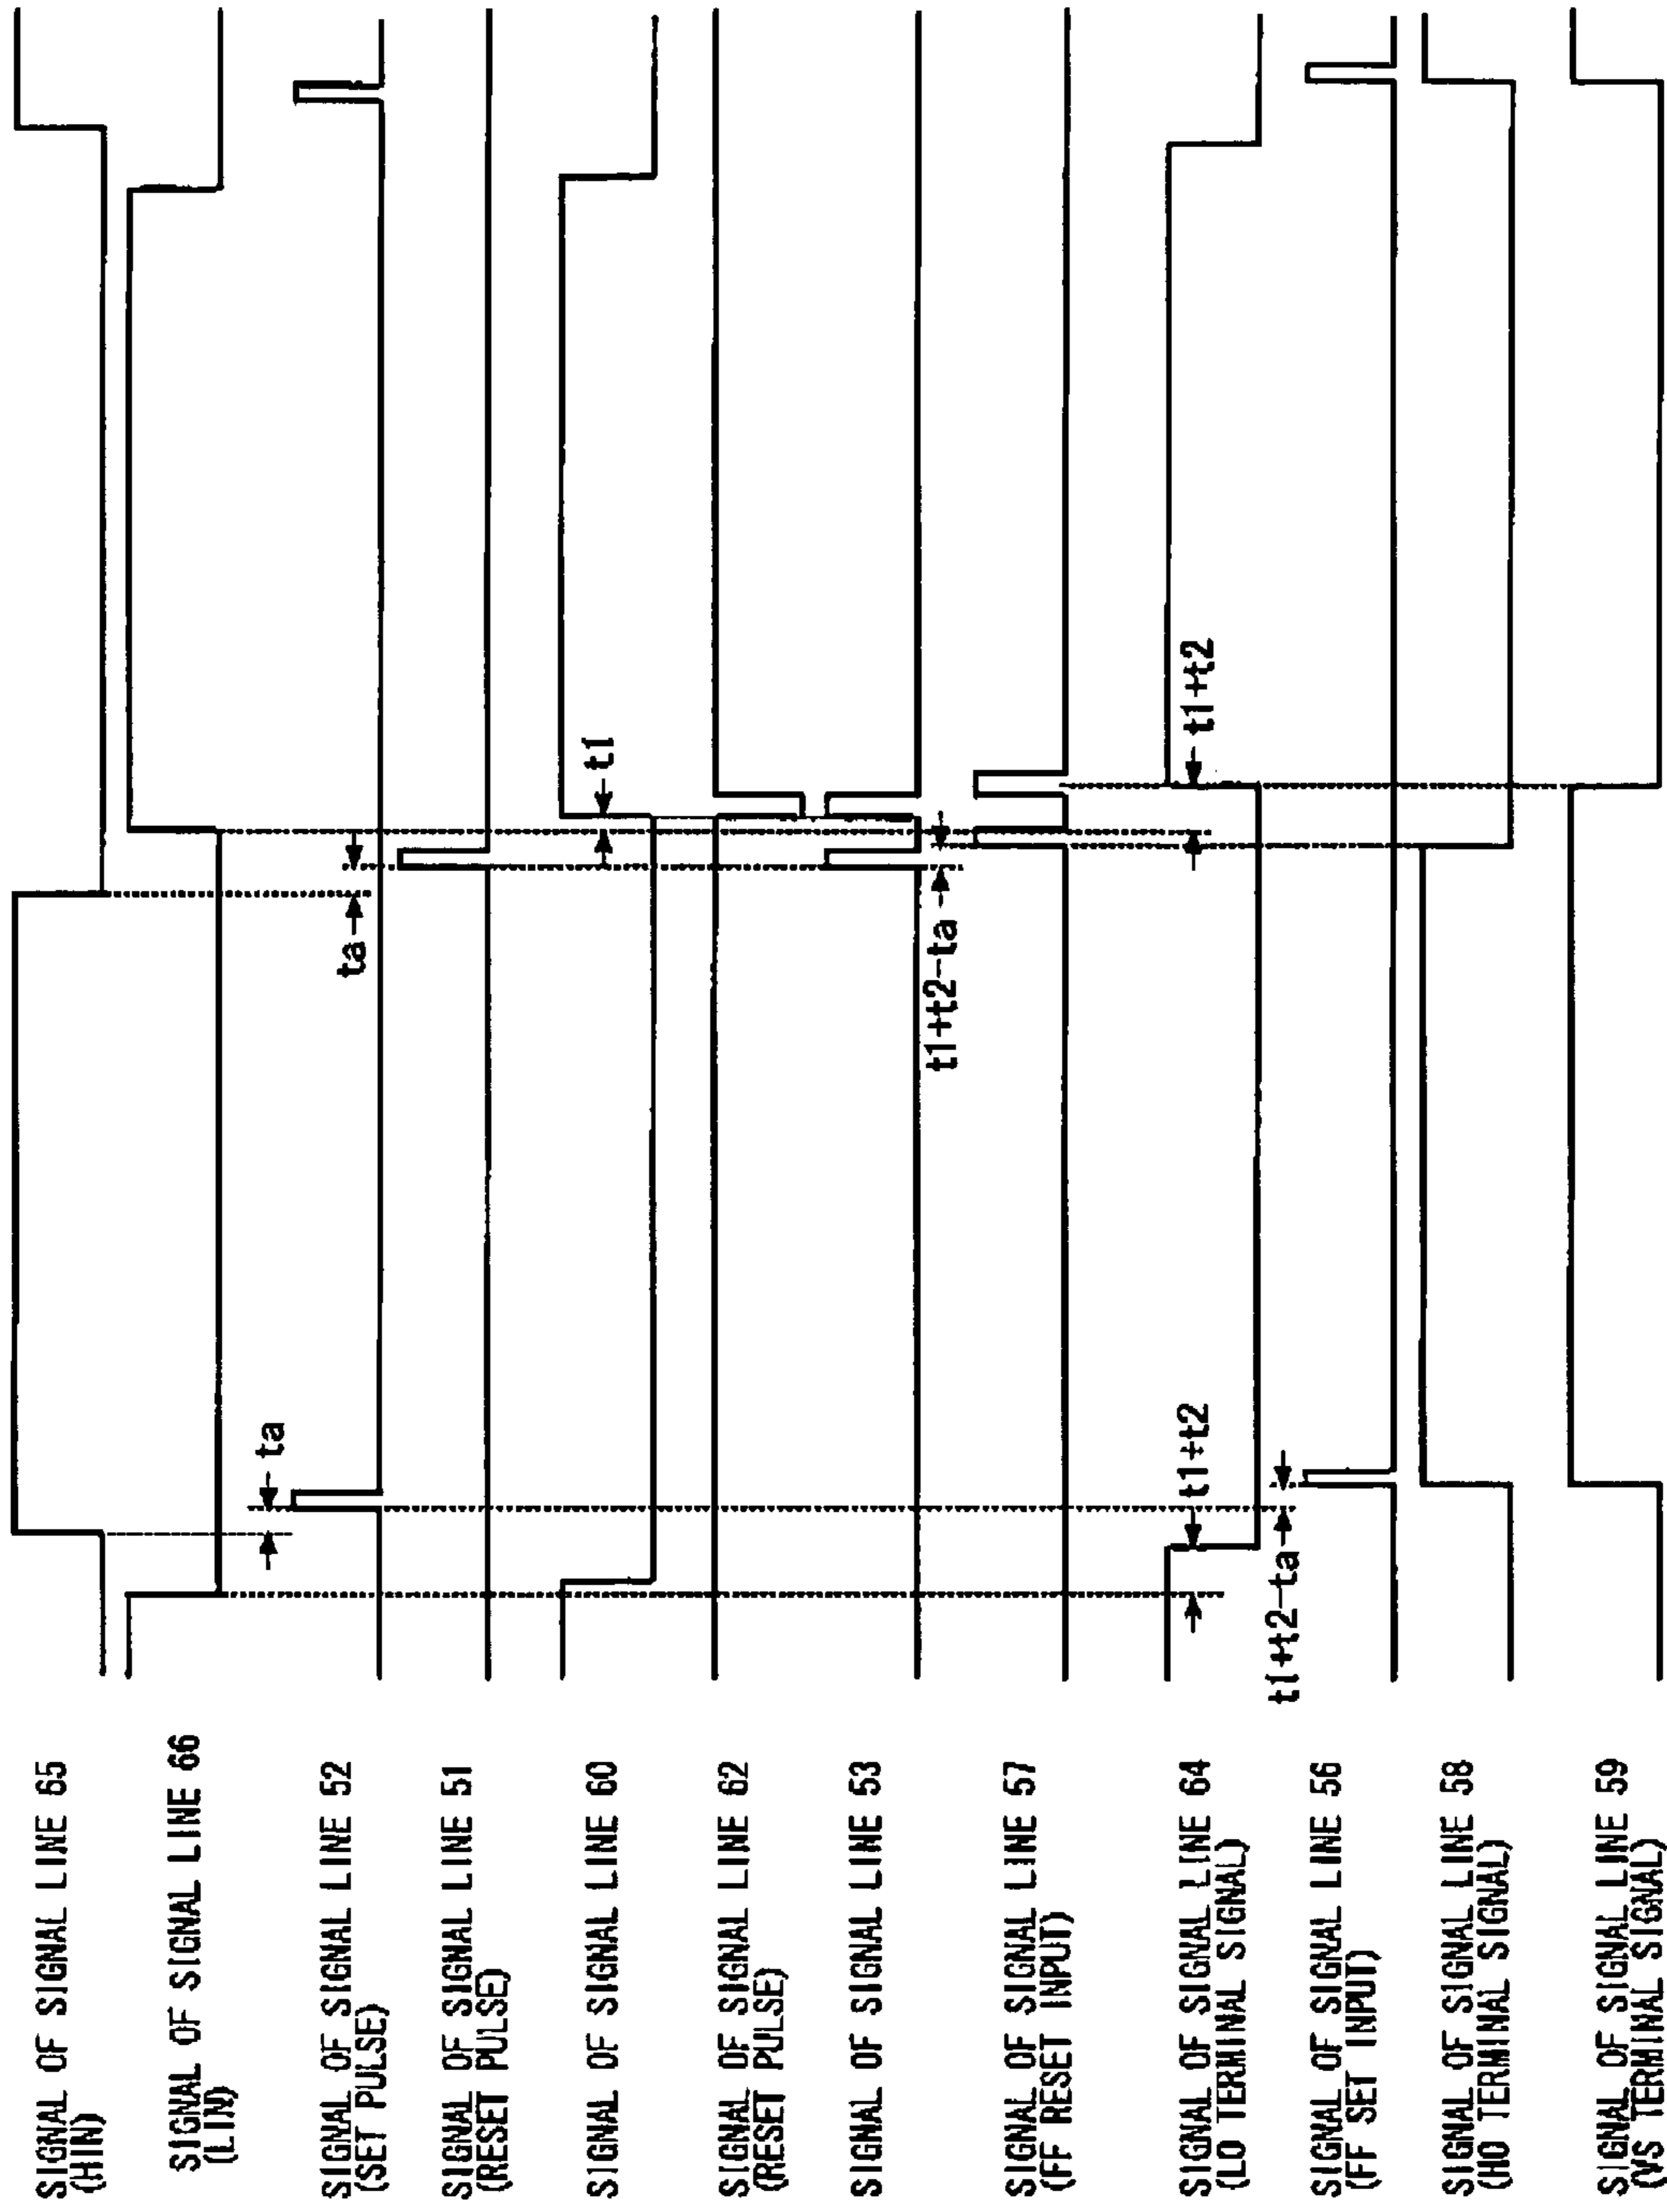 SIGNAL OF SIGNAL LINE 65
(HIN)
SIGNAL OF SIGNAL LINE 66
(LIN)
SIGNAL OF SIGNAL LINE 52
(SET PULSE)
SIGNAL OF SIGNAL LINE 51
(RESET PULSE)
SIGNAL OF SIGNAL LINE 60
SIGNAL OF SIGNAL LINE 62
(RESET PULSE)
SIGNAL OF SIGNAL LINE 53
SIGNAL OF SIGNAL LINE 57
(FF RESET INPUT)
SIGNAL OF SIGNAL LINE 64
(LO TERMINAL SIGNAL)
SIGNAL OF SIGNAL LINE 56
(FF SET INPUT)
SIGNAL OF SIGNAL LINE 58
(HO TERMINAL SIGNAL)
SIGNAL OF SIGNAL LINE 59
(VS TERMINAL SIGNAL)
ta
ta
t1
t1+t2-ta
t1+t2
t1+t2
t1+t2-ta